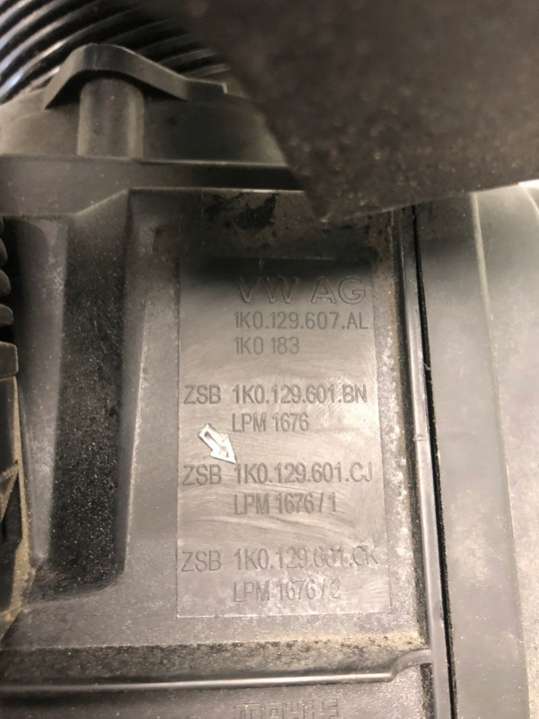 VW AG
1K0.129.607.AL
1K0 183
ZSB 1K0.129.601.BN
LPM 1676
ZSB 1K0.129.601.CJ
LPM 1676/1
ZSB 1K0.129.601.CK
LPM 1676/2